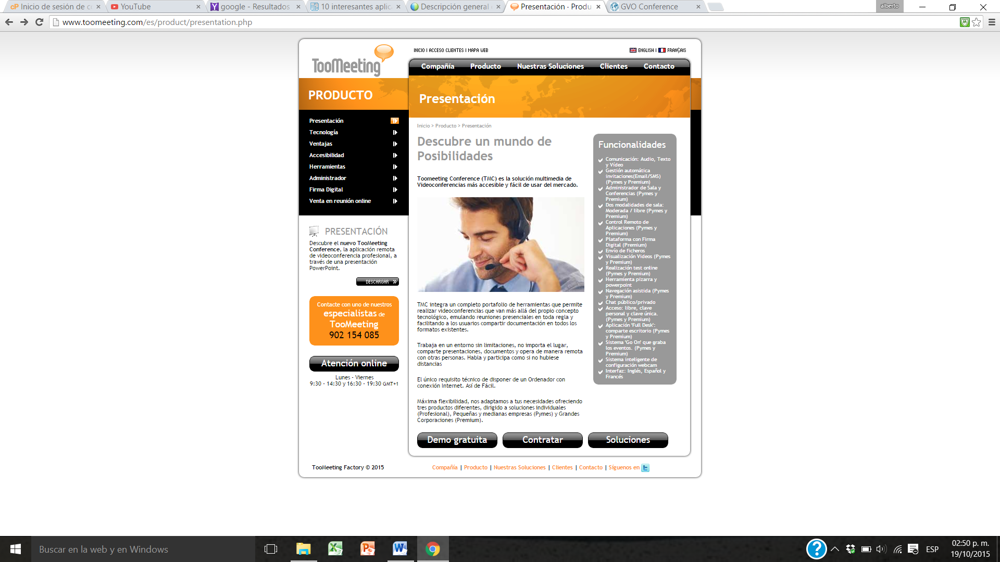 Inicio de sesión de c
YouTube
google - Resultados
10 interesantes aplic
Descripción general
Presentación · Produ
GVO Conference
alberto
www.toomeeting.com/es/product/presentation.php
TooMeeting
INICIO | ACCESO CLIENTES | MAPA WEB
ENGLISH | FRANÇAIS
Compañía Producto Nuestras Soluciones Clientes Contacto
PRODUCTO
Presentación
Presentación
Tecnología
Ventajas
Accesibilidad
Herramientas
Administrador
Firma Digital
Venta en reunión online
PRESENTACIÓN
Descubre el nuevo TooMeeting
Conference, la aplicación remota
de videoconferencia profesional, a
través de una presentación
PowerPoint.
DESCARGAR »
Contacte con uno de nuestros
especialistas de
TooMeeting
902 154 085
Atención online
Lunes - Viernes
9:30 - 14:30 y 16:30 - 19:30 GMT+1
Inicio > Producto > Presentación
Descubre un mundo de
Posibilidades
Toomeeting Conference (TMC) es la solución multimedia de
Videoconferencias más accesible y fácil de usar del mercado.
TMC integra un completo portafolio de herramientas que permite
realizar videoconferencias que van más allá del propio concepto
tecnológico, emulando reuniones presenciales en toda regla y
facilitando a los usuarios compartir documentación en todos los
formatos existentes.
Trabaja en un entorno sin limitaciones, no importa el lugar,
comparte presentaciones, documentos y opera de manera remota
con otras personas. Habla y participa como si no hubiese
distancias
El único requisito técnico de disponer de un Ordenador con
conexión Internet. Así de Fácil.
Máxima flexibilidad, nos adaptamos a tus necesidades ofreciendo
tres productos diferentes, dirigido a soluciones individuales
(Profesional), Pequeñas y medianas empresas (Pymes) y Grandes
Corporaciones (Premium).
Demo gratuita
Contratar
Soluciones
Funcionalidades
Comunicación: Audio, Texto
y Vídeo
Gestión automática
invitaciones(Email/SMS)
(Pymes y Premium)
Administrador de Sala y
Conferencias (Pymes y
Premium)
Dos modalidades de sala:
Moderada / libre (Pymes y
Premium)
Control Remoto de
Aplicaciones (Pymes y
Premium)
Plataforma con Firma
Digital (Premium)
Envío de ficheros
Visualización Videos (Pymes
y Premium)
Realización test online
(Pymes y Premium)
Herramienta pizarra y
powerpoint
Navegación asistida (Pymes
y Premium)
Chat público/privado
Acceso: libre, clave
personal y clave única.
(Pymes y Premium)
Aplicación 'Full Desk':
comparte escritorio (Pymes
y Premium)
Sistema 'Go On' que graba
los eventos. (Pymes y
Premium)
Sistema inteligente de
configuración webcam
Interfaz: Inglés, Español y
Francés
TooMeeting Factory © 2015
Compañía | Producto | Nuestras Soluciones | Clientes | Contacto | Síguenos en
Buscar en la web y en Windows
ESP
02:50 p. m.
19/10/2015